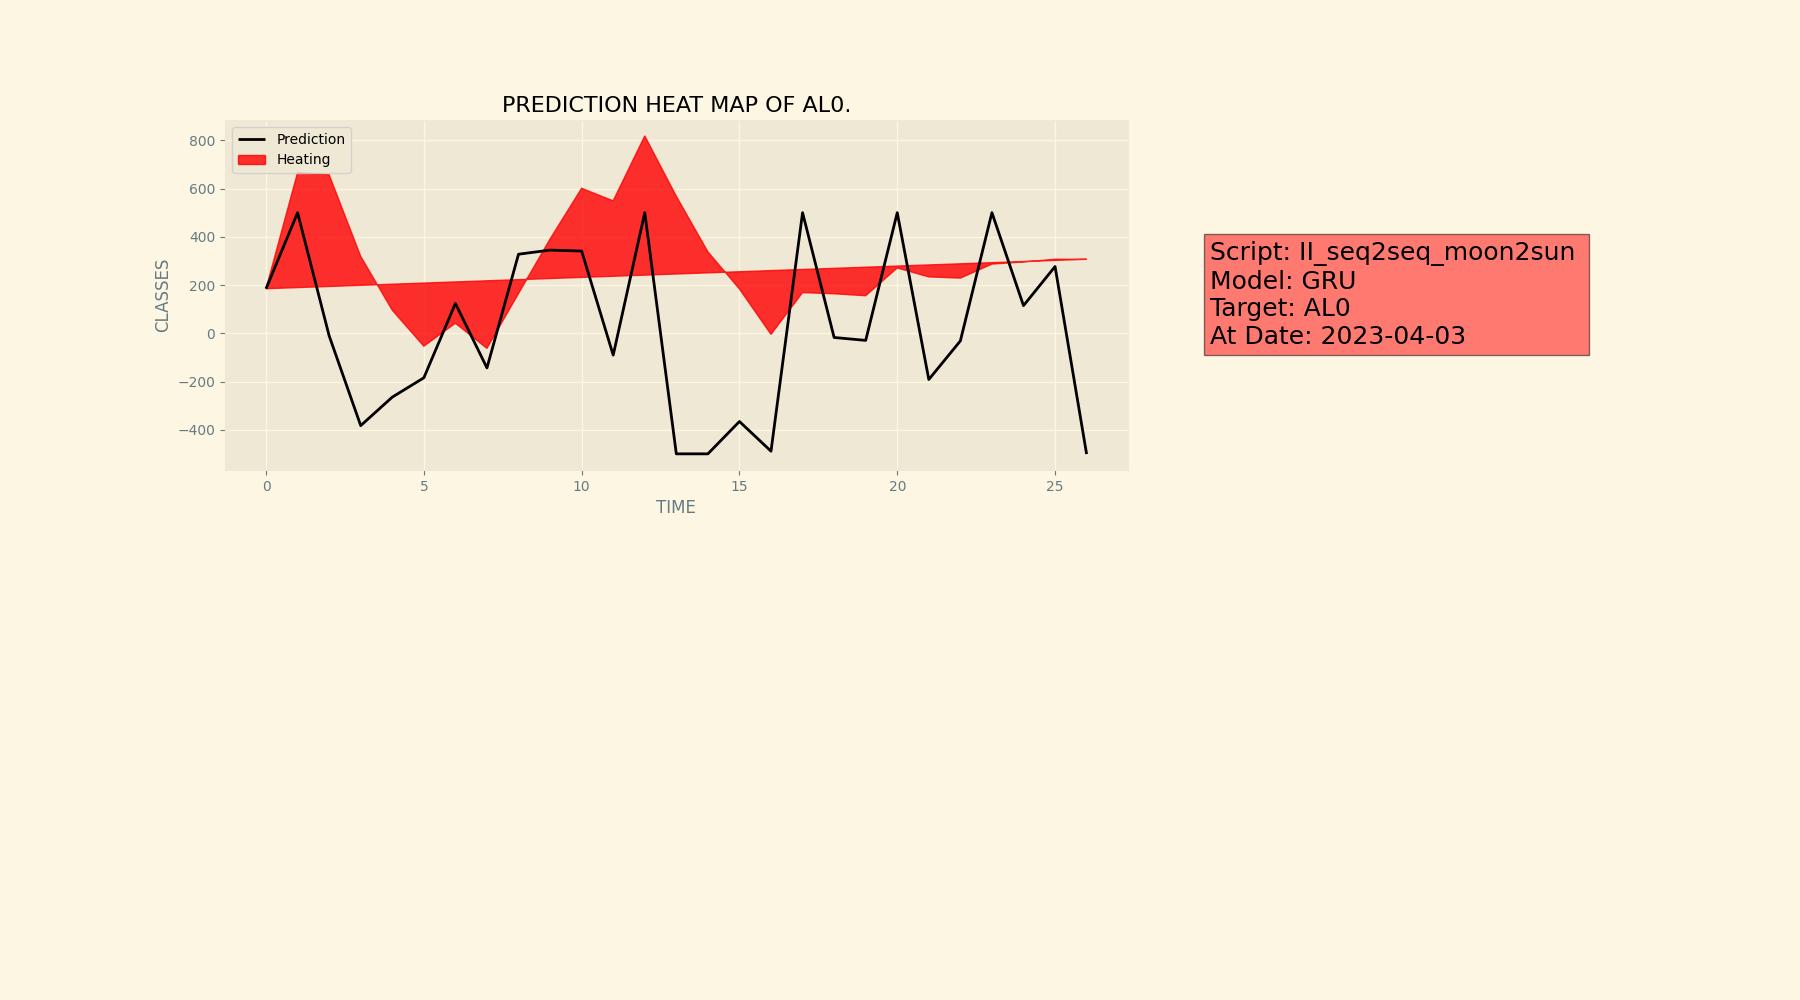 PREDICTION HEAT MAP OF AL0.
Prediction
Heating
800
600
400
200
0
−200
−400
CLASSES
0 5 10 15 20 25
TIME
Script: II_seq2seq_moon2sun
Model: GRU
Target: AL0
At Date: 2023-04-03